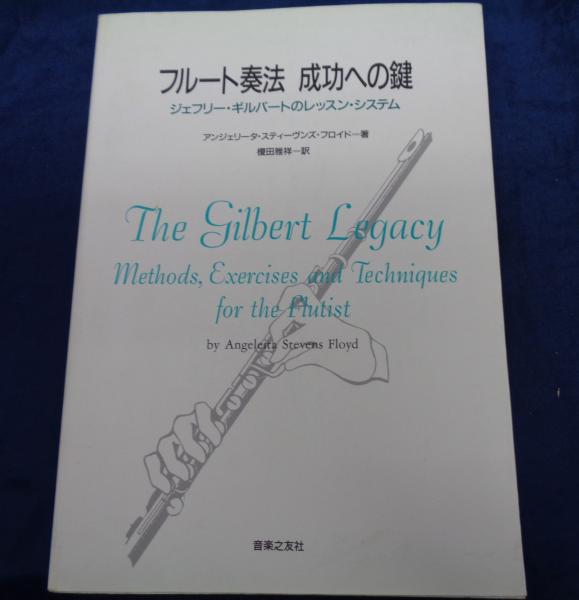 フルート奏法 成功への鍵
ジェフリー・ギルバートのレッスン・システム
アンジェリータ・スティーヴンズ・フロイド—著
榎田雅祥—訳
The Gilbert Legacy
Methods, Exercises and Techniques
for the Flutist
by Angeleita Stevens Floyd
音楽之友社